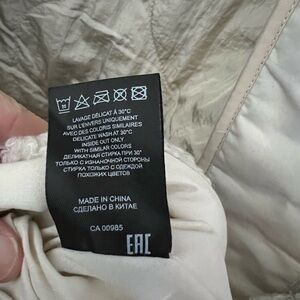 30
LAVAGE DÉLICAT À 30°C
SUR L'ENVERS UNIQUEMENT
AVEC DES COLORIS SIMILAIRES
DELICATE WASH AT 30°C
INSIDE OUT ONLY
WITH SIMILAR COLORS
ДЕЛИКАТНАЯ СТИРКА ПРИ 30°
ТОЛЬКО С ИЗНАНОЧНОЙ СТОРОНЫ
СТИРКА ТОЛЬКО С ОДЕЖДОЙ
ПОХОЖИХ ЦВЕТОВ
MADE IN CHINA
СДЕЛАНО В КИТАЕ
CA 00985
EAC